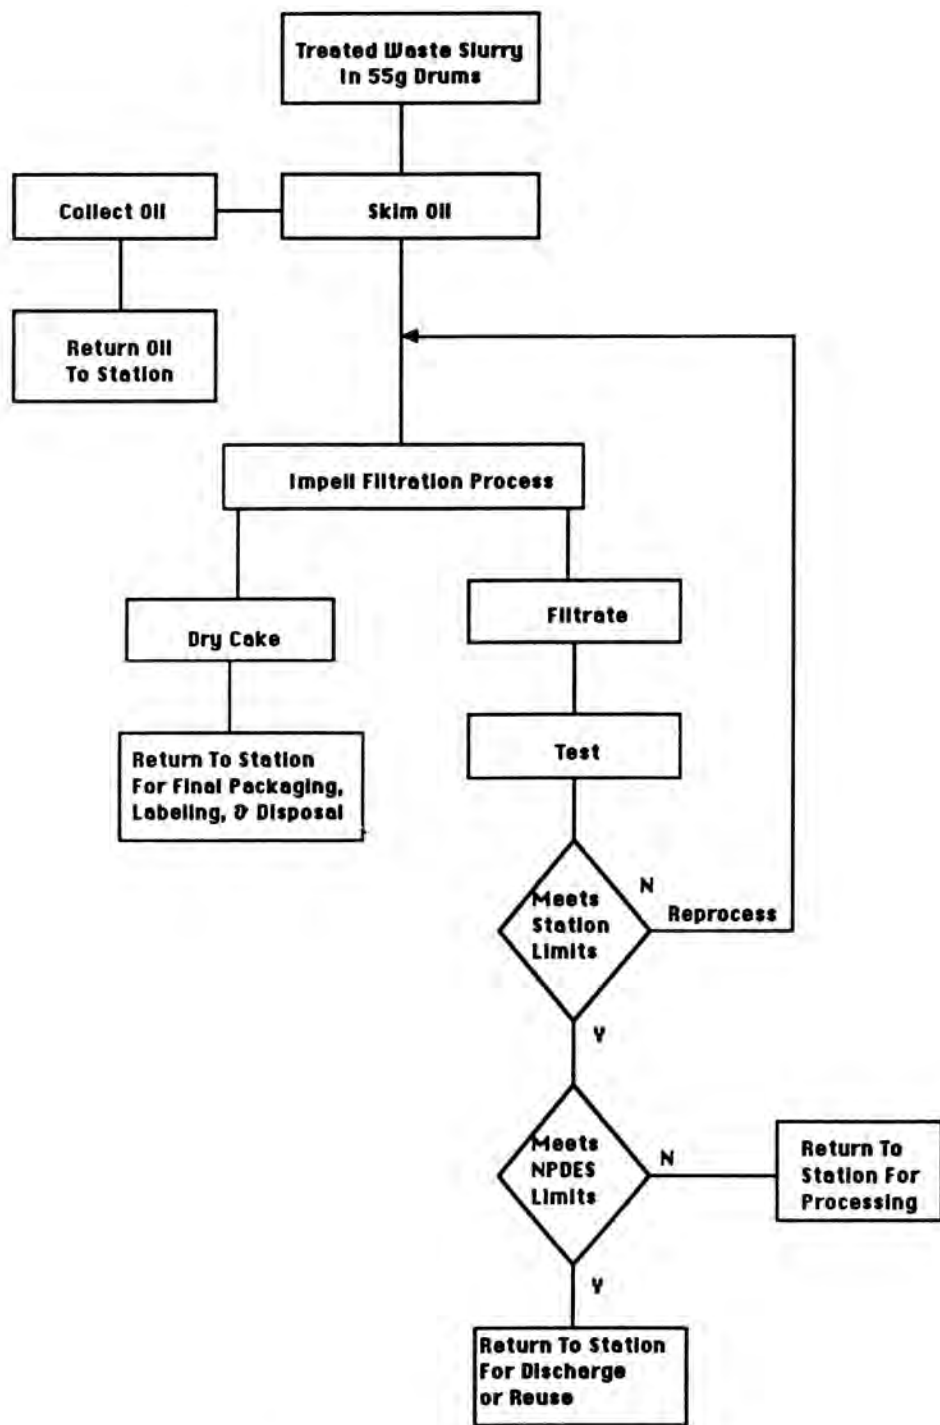 Treated Waste Slurry
In 55g Drums
Collect Oil
Skim Oil
Return Oil
To Station
Impell Filtration Process
Dry Cake
Filtrate
Return To Station
For Final Packaging,
Labeling, & Disposal
Test
Meets
Station
Limits
N
Reprocess
Y
Meets
NPDES
Limits
N
Return To
Station For
Processing
Y
Return To Station
For Discharge
or Reuse